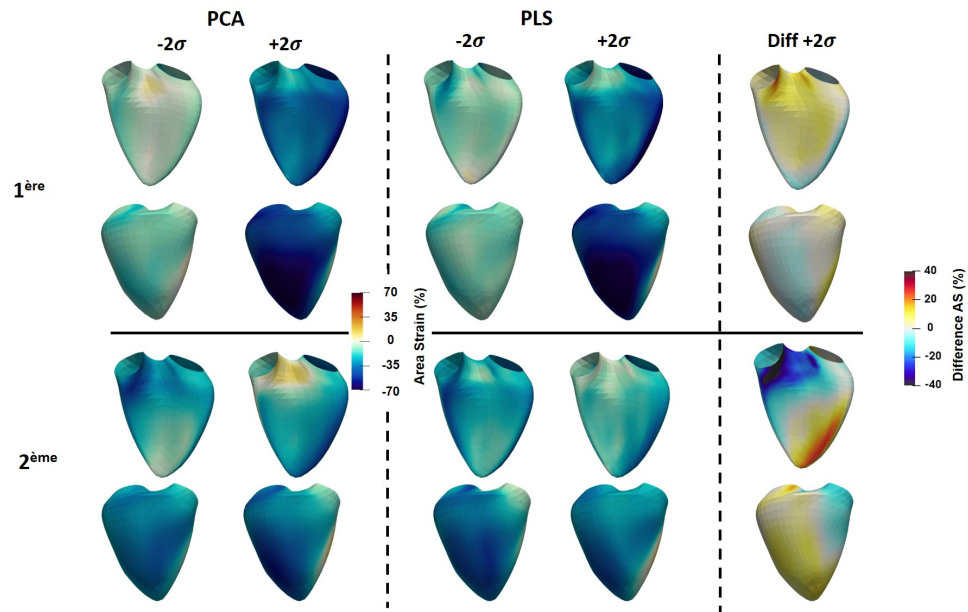 PCA
PLS
-2σ
+2σ
-2σ
+2σ
Diff +2σ
1ère
70
35
0
-35
-70
Area Strain (%)
40
20
0
-20
-40
Difference AS (%)
2ème